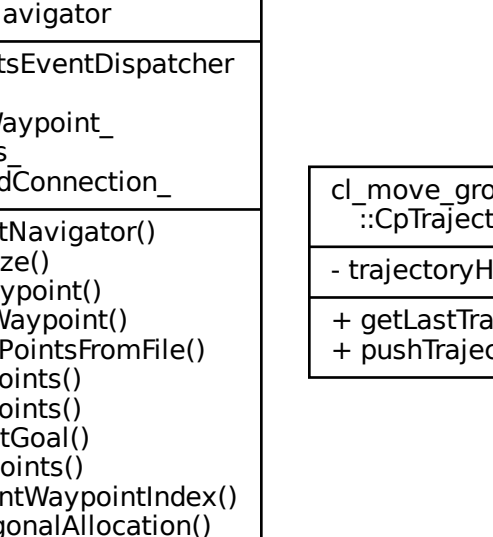 avigator
tsEventDispatcher
Waypoint_
s_
dConnection_
tNavigator()
ze()
ypoint()
Waypoint()
PointsFromFile()
oints()
oints()
tGoal()
oints()
ntWaypointIndex()
gonalAllocation()
cl_move_gro
::CpTraject
- trajectoryH
+ getLastTra
+ pushTrajec